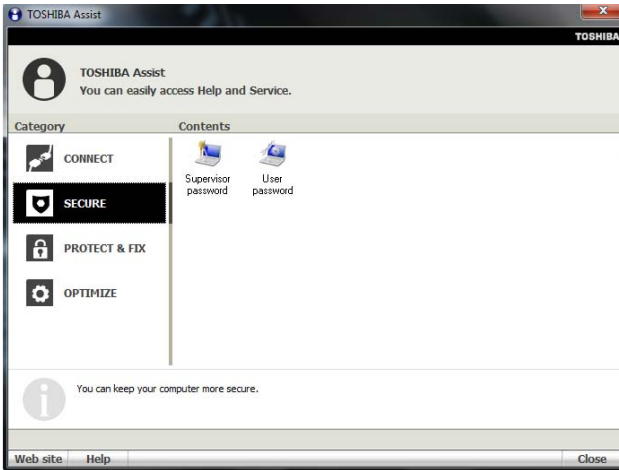 TOSHIBA Assist
TOSHIBA
TOSHIBA Assist
You can easily access Help and Service.
Category
Contents
CONNECT
SECURE
PROTECT & FIX
OPTIMIZE
Supervisor
password
User
password
You can keep your computer more secure.
Web site
Help
Close